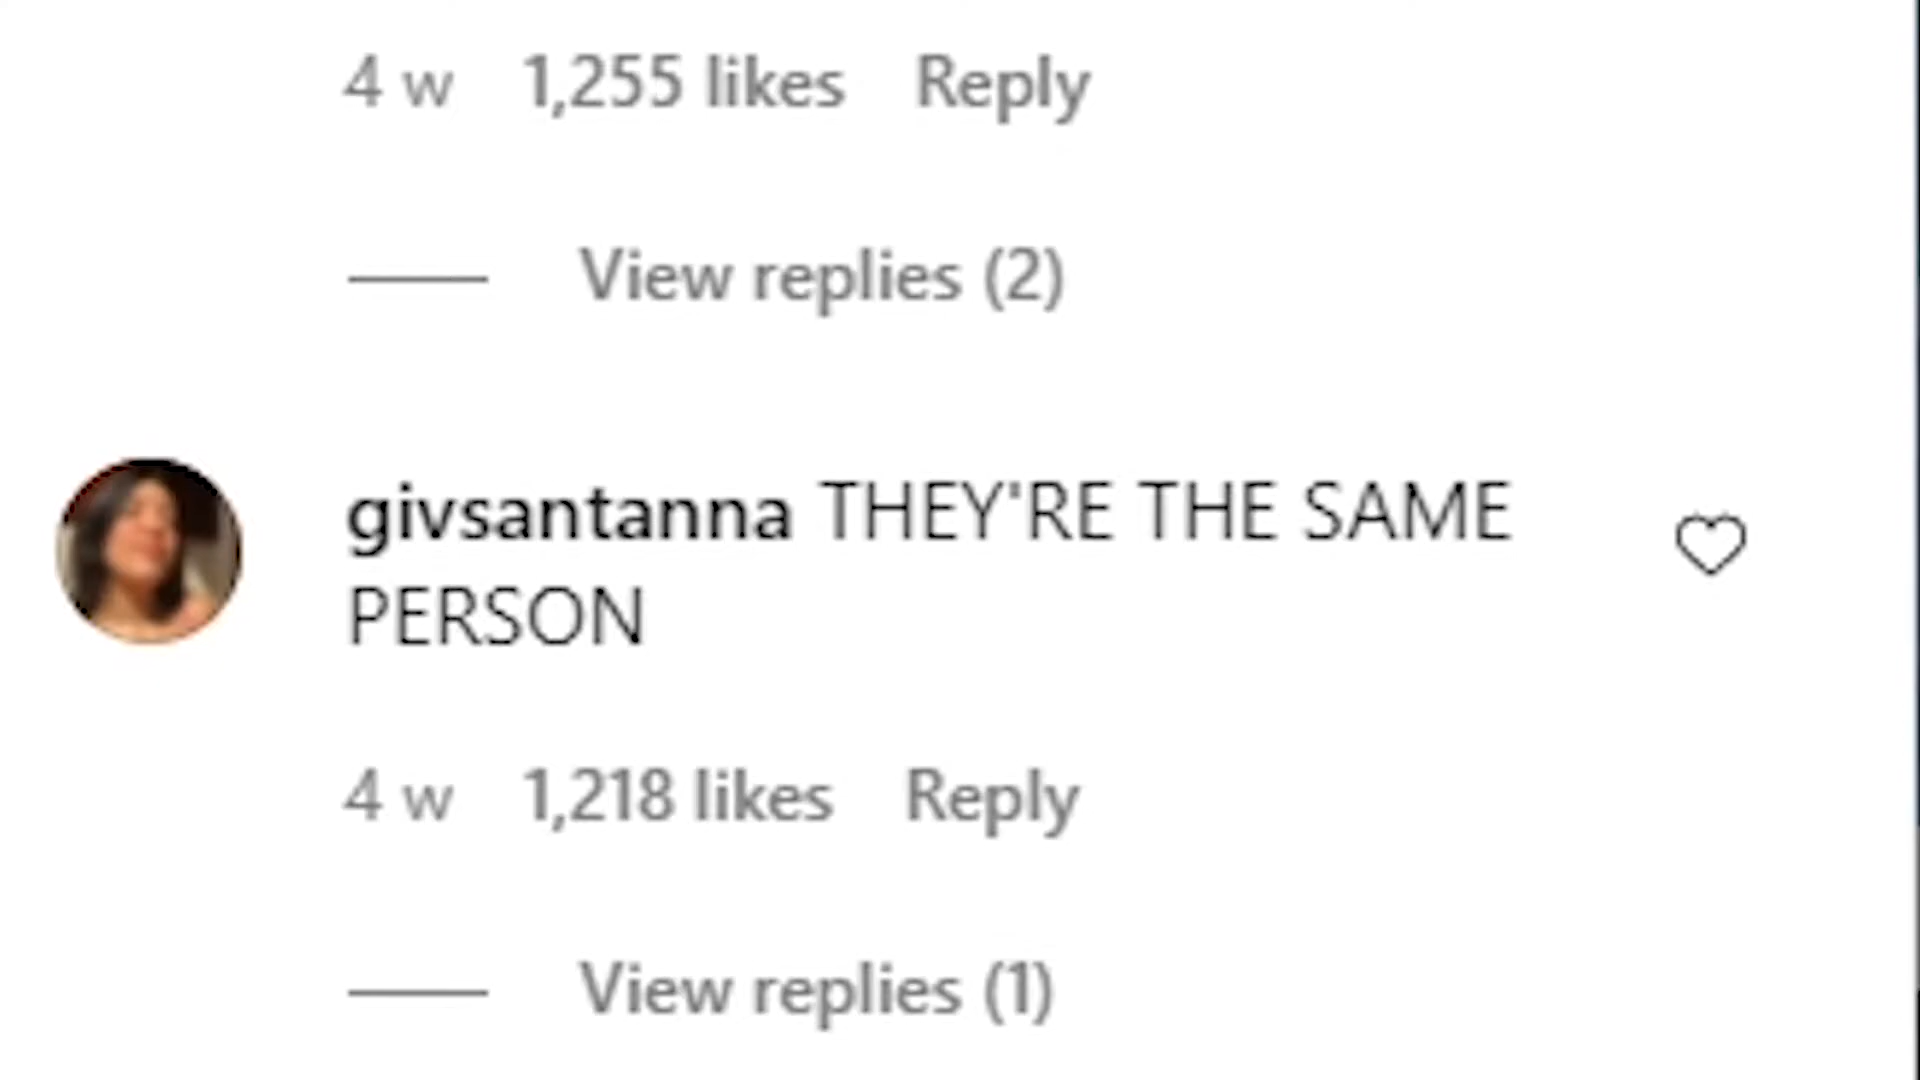 4 w 1,255 likes Reply
View replies (2)
givsantanna THEY'RE THE SAME
PERSON
4 w 1,218 likes Reply
View replies (1)